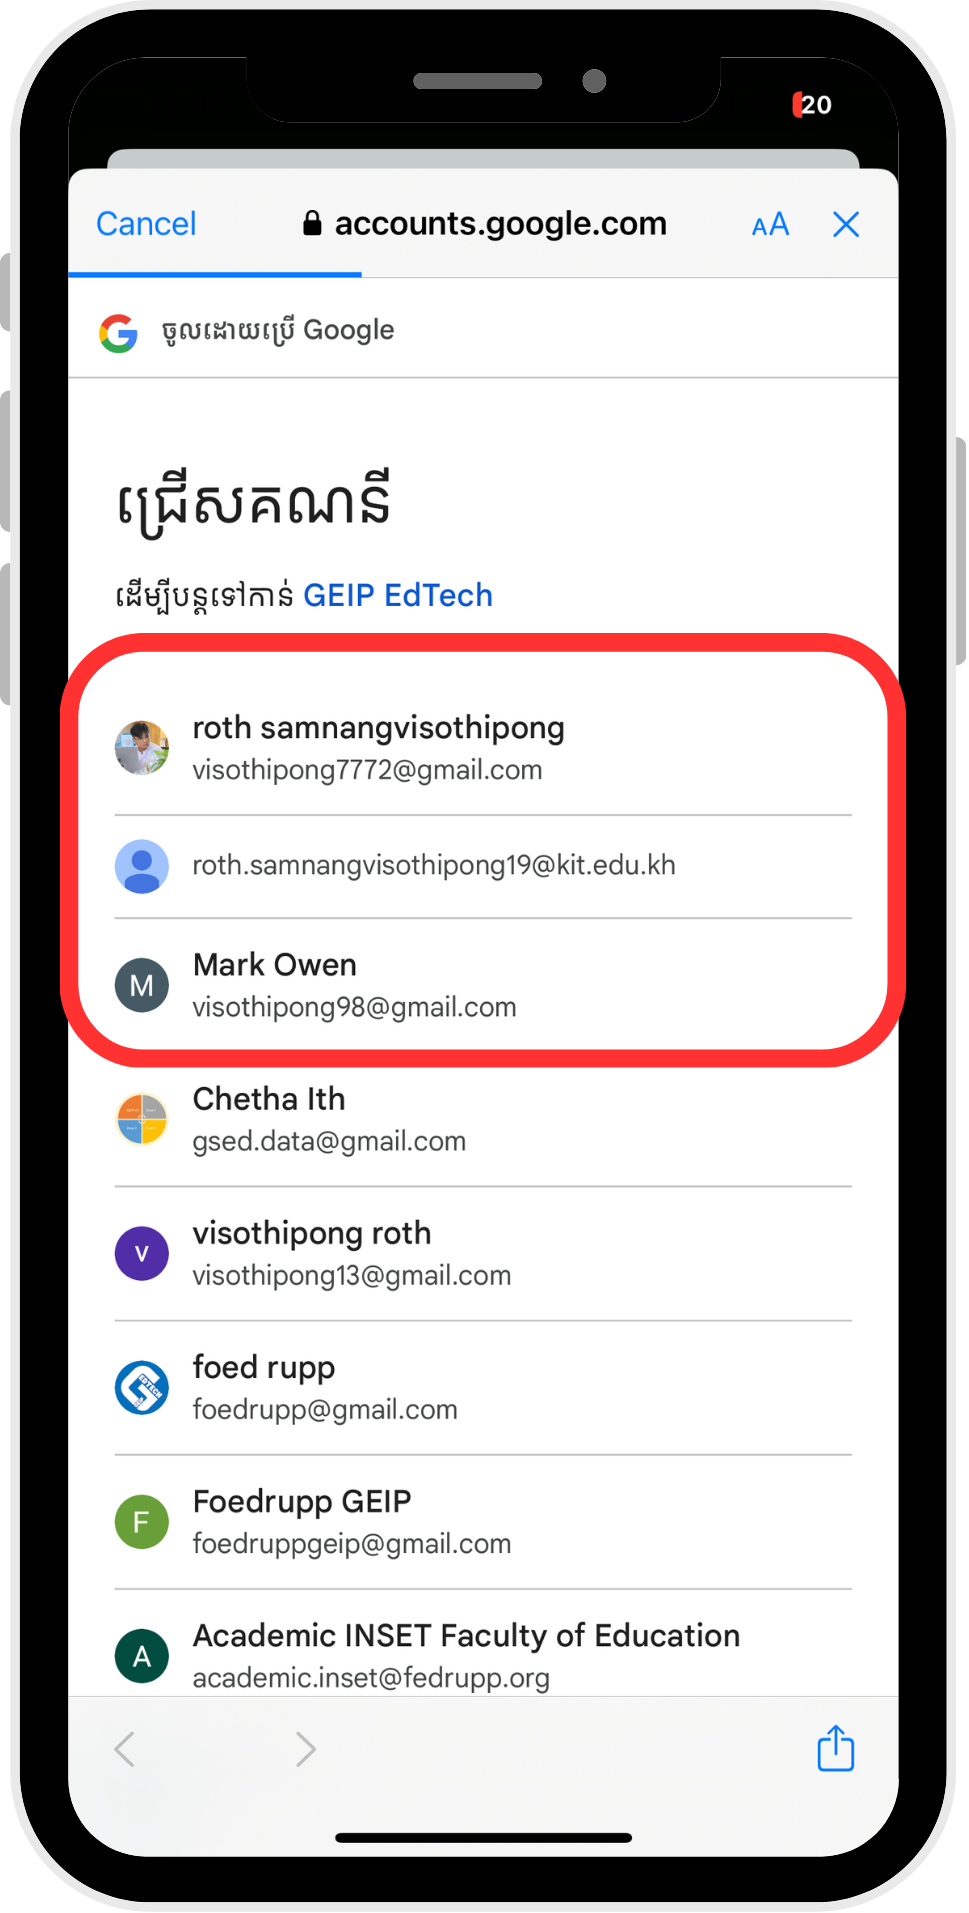 20
Cancel
accounts.google.com
AA
ចូលដោយប្រើ Google
ជ្រើសគណនី
ដើម្បីបន្តទៅកាន់ GEIP EdTech
roth samnangvisothipong
visothipong7772@gmail.com
roth.samnangvisothipong19@kit.edu.kh
M
Mark Owen
visothipong98@gmail.com
Chetha Ith
gsed.data@gmail.com
v
visothipong roth
visothipong13@gmail.com
foed rupp
foedrupp@gmail.com
F
Foedrupp GEIP
foedruppgeip@gmail.com
A
Academic INSET Faculty of Education
academic.inset@fedrupp.org